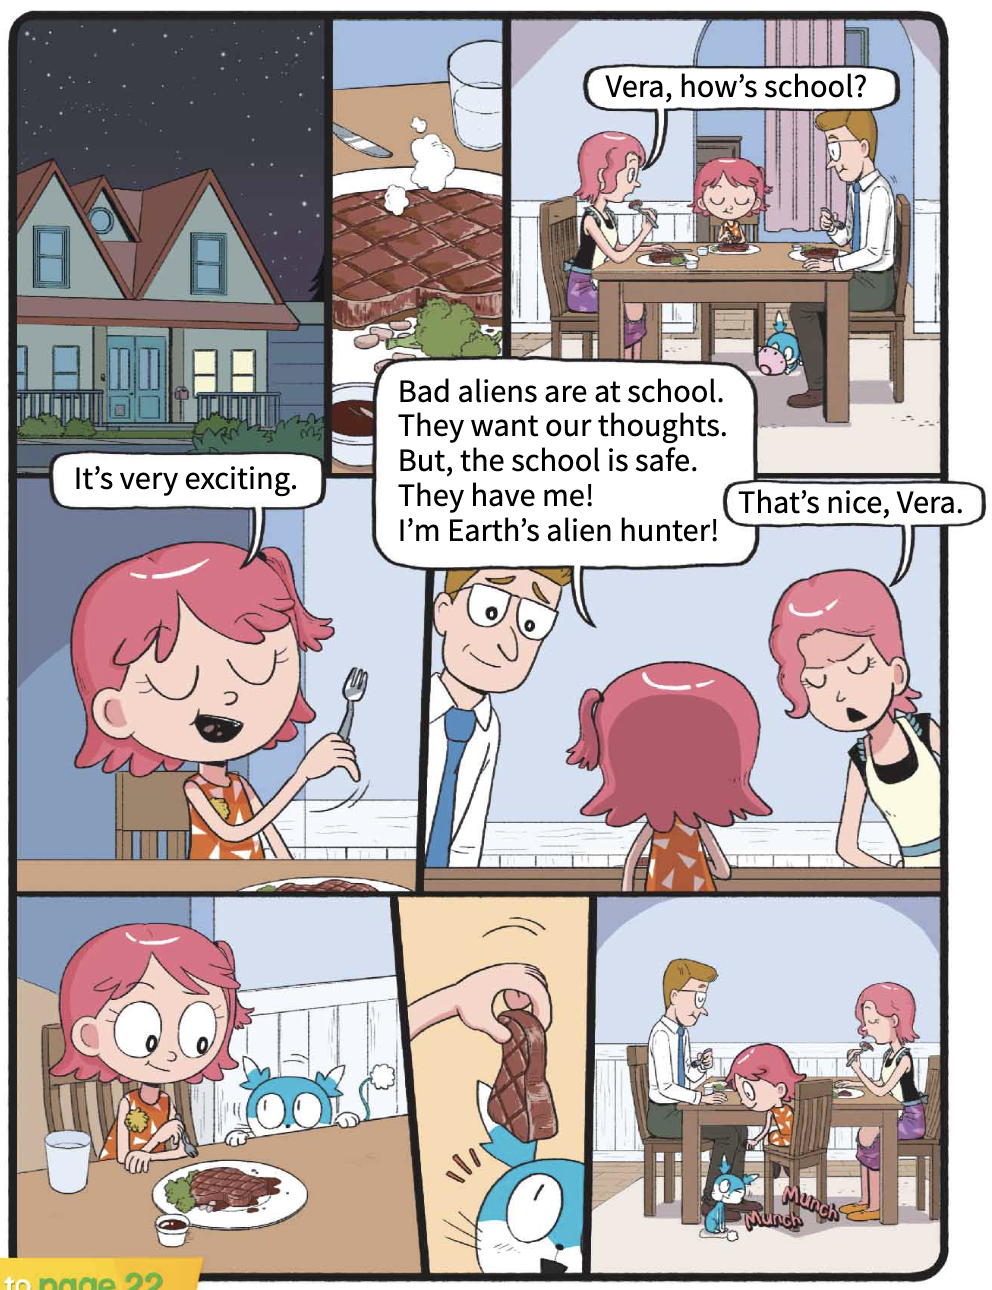 Vera, how's school?
It's very exciting.
Bad aliens are at school.
They want our thoughts.
But, the school is safe.
They have me!
I'm Earth's alien hunter!
That's nice, Vera.
Munch
Munch
to page 22